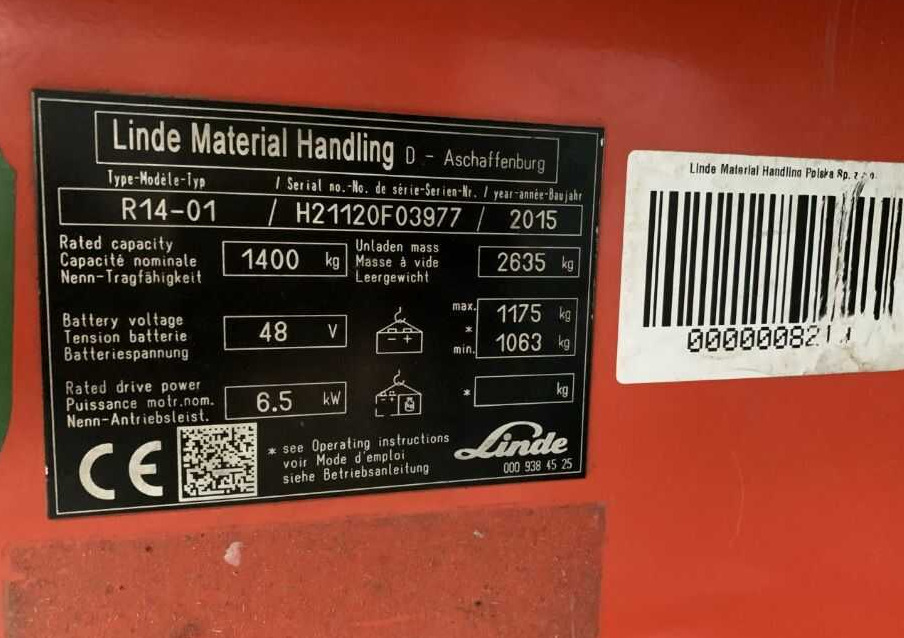 Linde Material Handling D - Aschaffenburg
Type-Modèle-Typ / Serial no.-No. de série-Serien-Nr. / year-année-Baujahr
R14-01 / H21120F03977 / 2015
Rated capacity
Capacité nominale
Nenn-Tragfähigkeit
1400 kg
Unladen mass
Masse à vide
Leergewicht
2635 kg
Battery voltage
Tension batterie
Batteriespannung
48 V
- +
max. 1175 kg
*
min. 1063 kg
Rated drive power
Puissance motr.nom.
Nenn-Antriebsleist.
6.5 kW
- +
* kg
CE
* see Operating instructions
voir Mode d'emploi
siehe Betriebsanleitung
Linde
000 938 45 25
Linde Material Handling Polska Sp. z o.o.